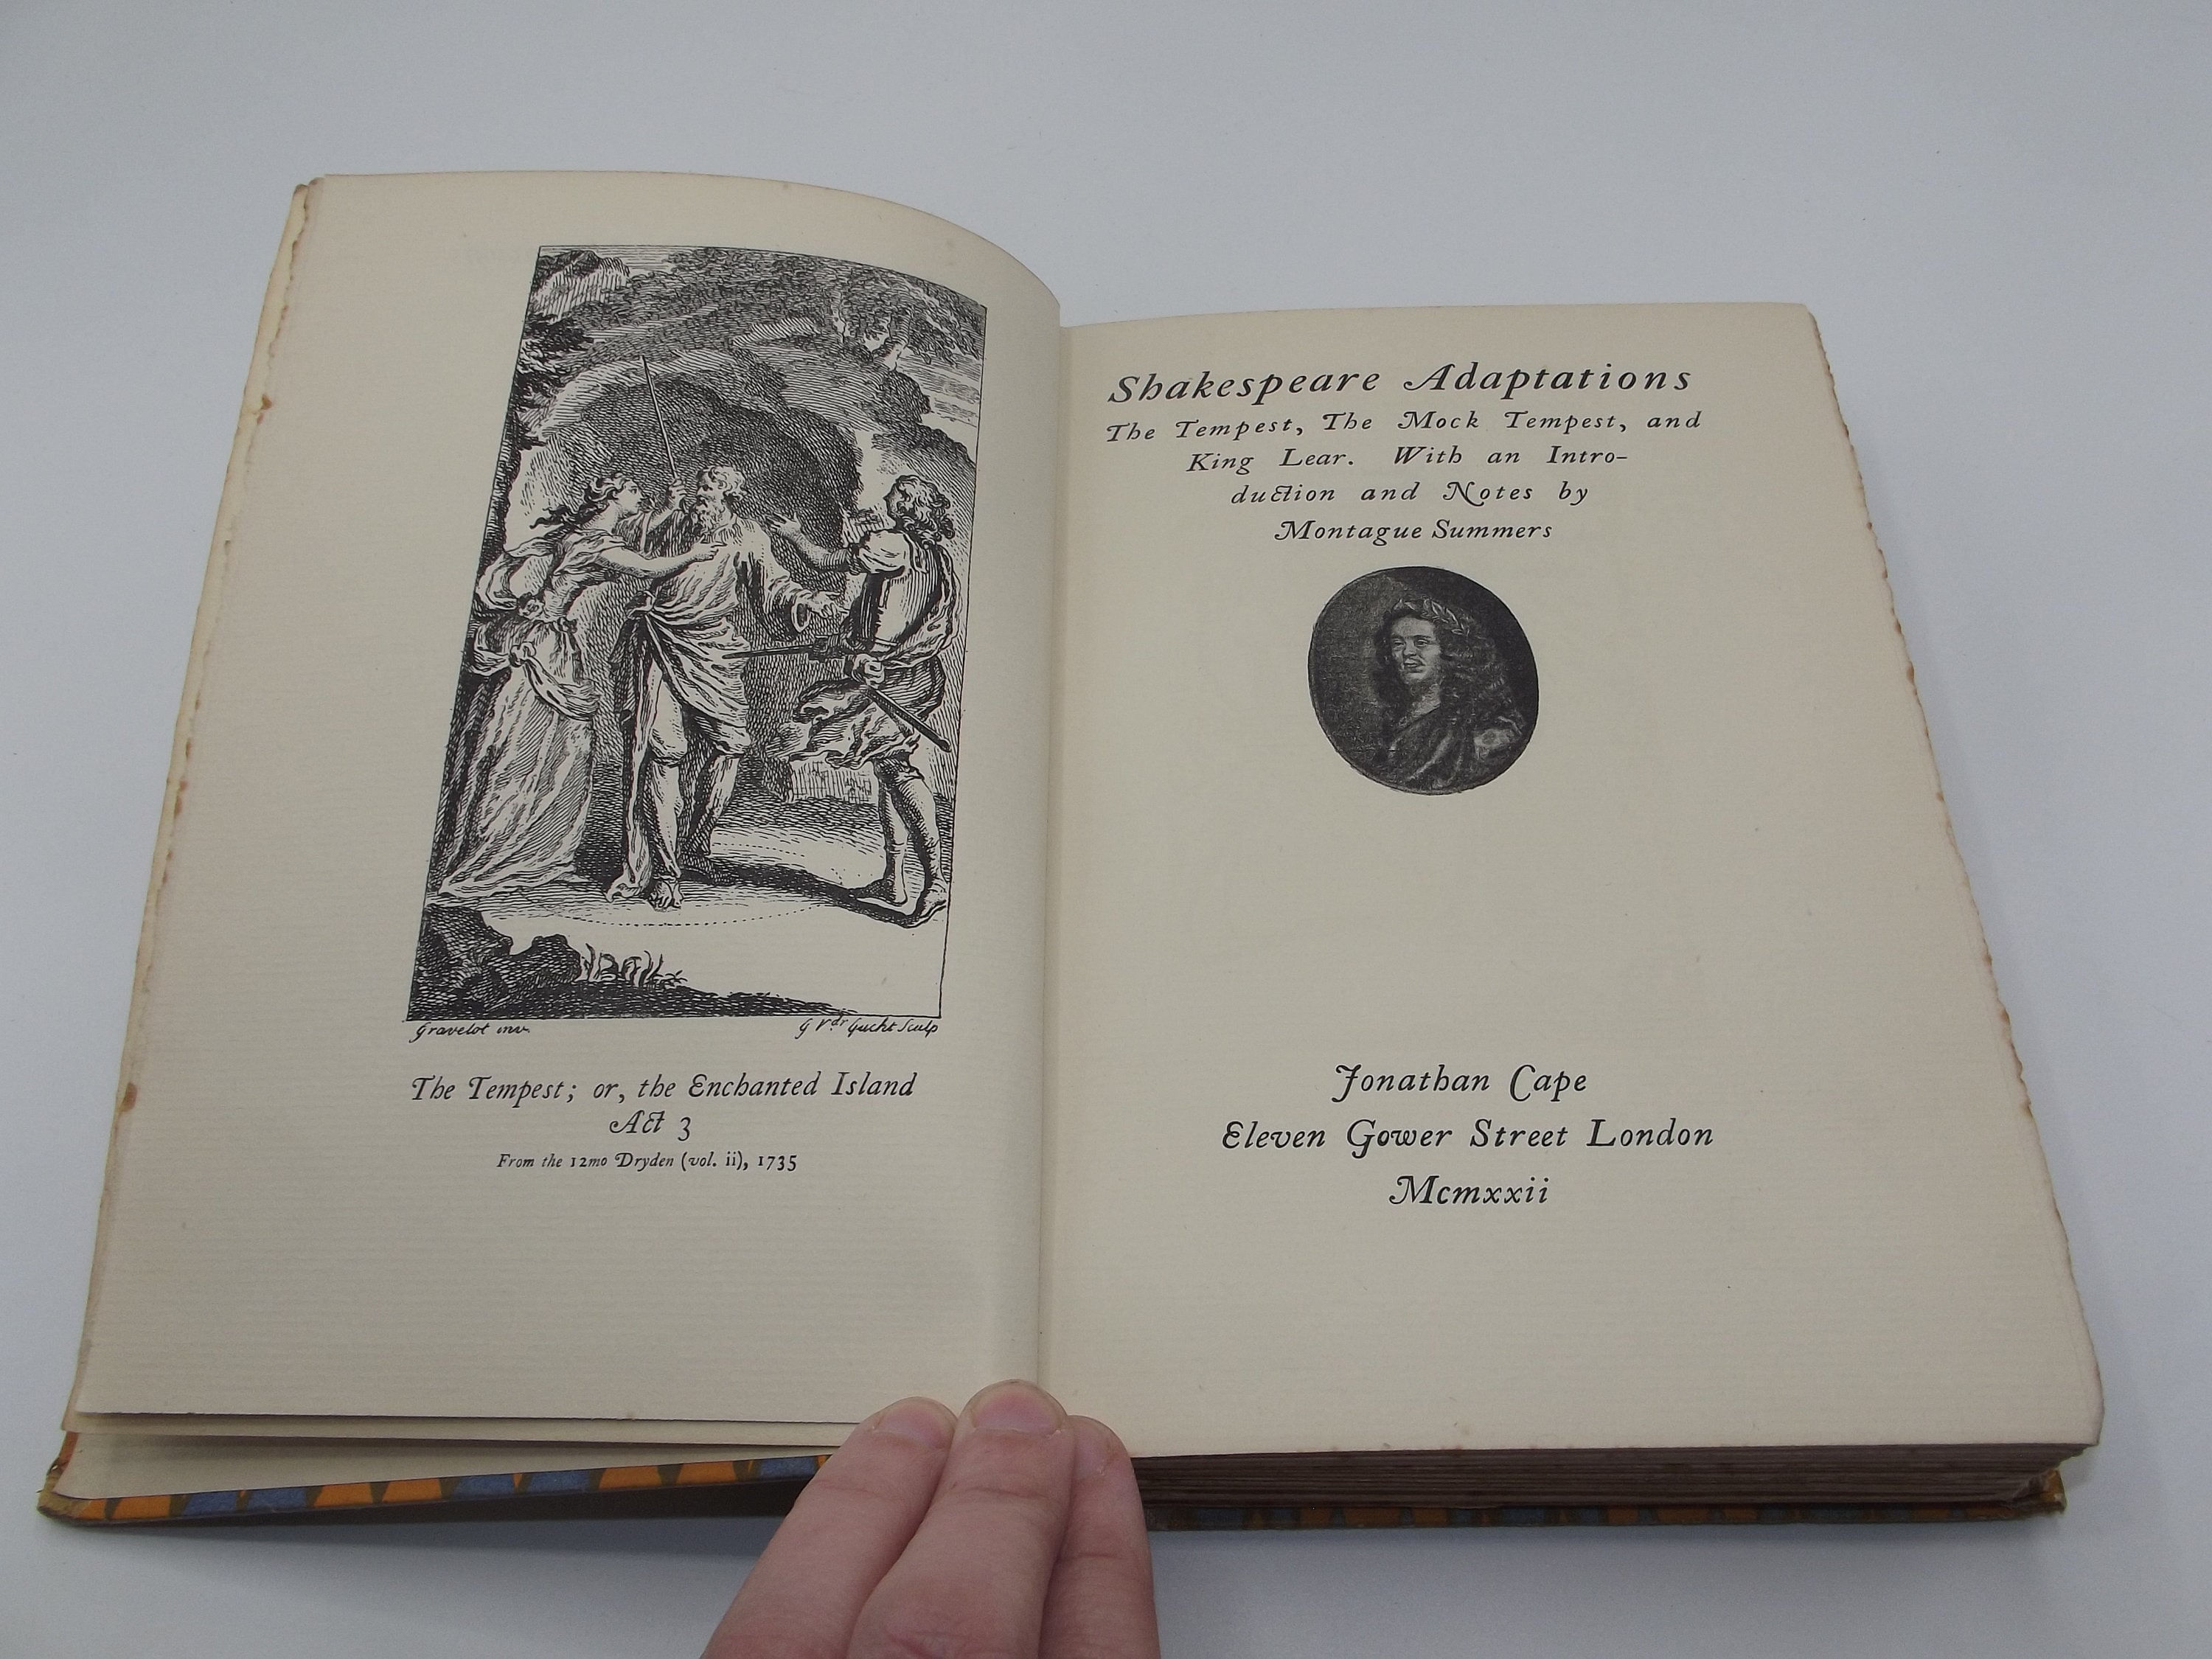 Gravelot inv.
G V.dr Gucht Sculp
The Tempest; or, the Enchanted Island
Act 3
From the 12mo Dryden (vol. ii), 1735
Shakespeare Adaptations
The Tempest, The Mock Tempest, and
King Lear. With an Intro-
duction and Notes by
Montague Summers
Jonathan Cape
Eleven Gower Street London
Mcmxxii